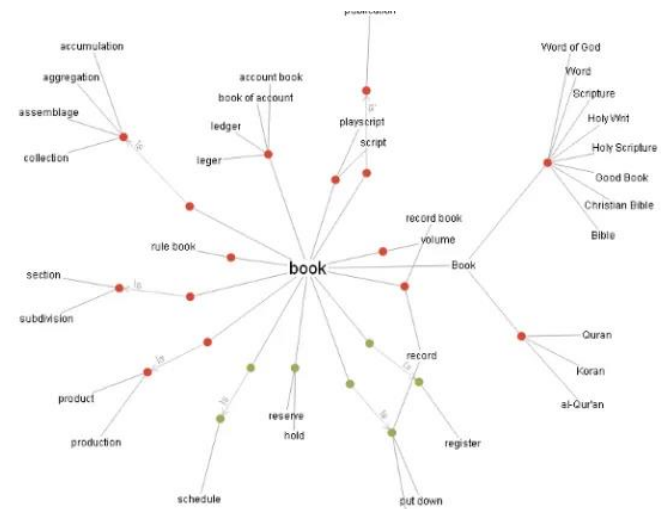 accumulation
aggregation
assemblage
collection
account book
book of account
ledger
leger
playscript
script
Word of God
Word
Scripture
Holy Writ
Holy Scripture
Good Book
Christian Bible
Bible
record book
volume
rule book
book
Book
section
subdivision
product
production
schedule
reserve
hold
record
register
put down
Quran
Koran
al-Qur'an